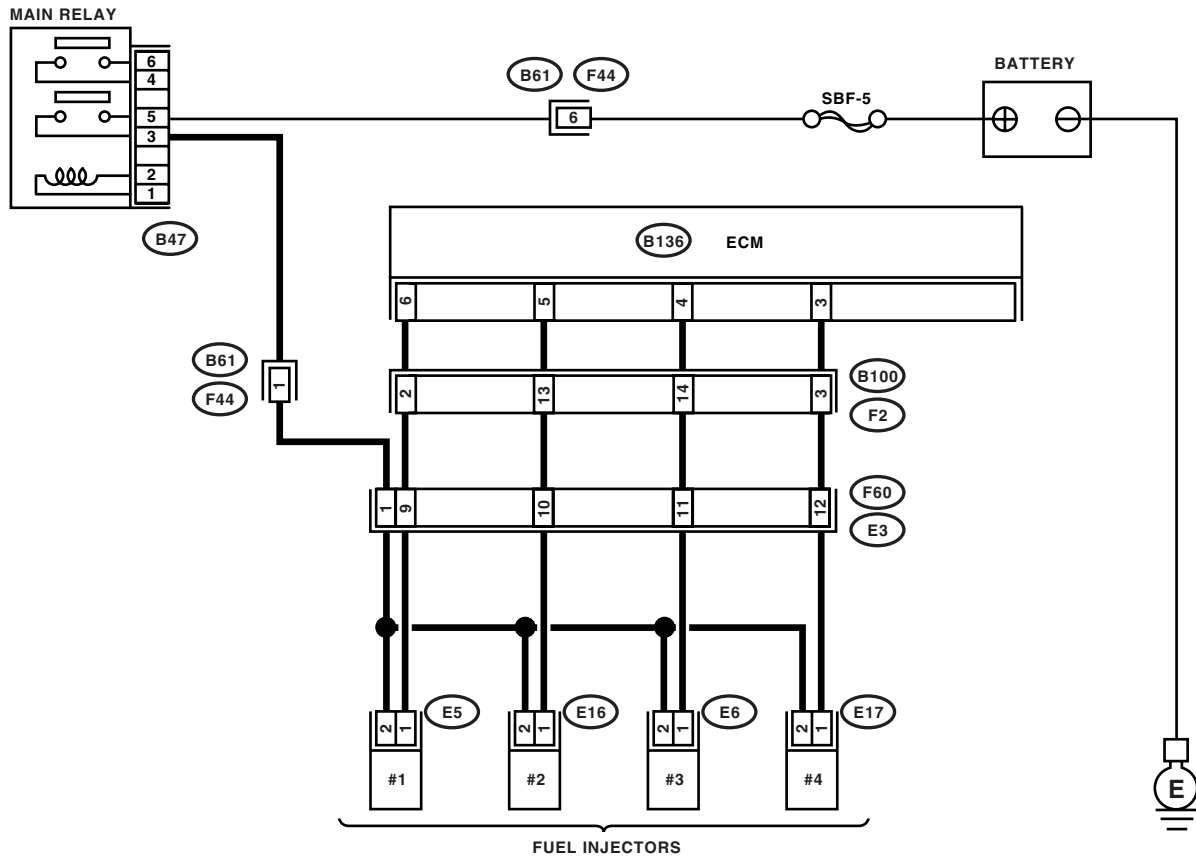 MAIN RELAY
6
4
5
3
2
1
B47
B61 F44
6
SBF-5
BATTERY
B136 ECM
6 5 4 3
B61
F44
1
2 13 14 3
B100
F2
1 9 10 11 12
F60
E3
2 1 E5
2 1 E16
2 1 E6
2 1 E17
#1 #2 #3 #4
E
FUEL INJECTORS